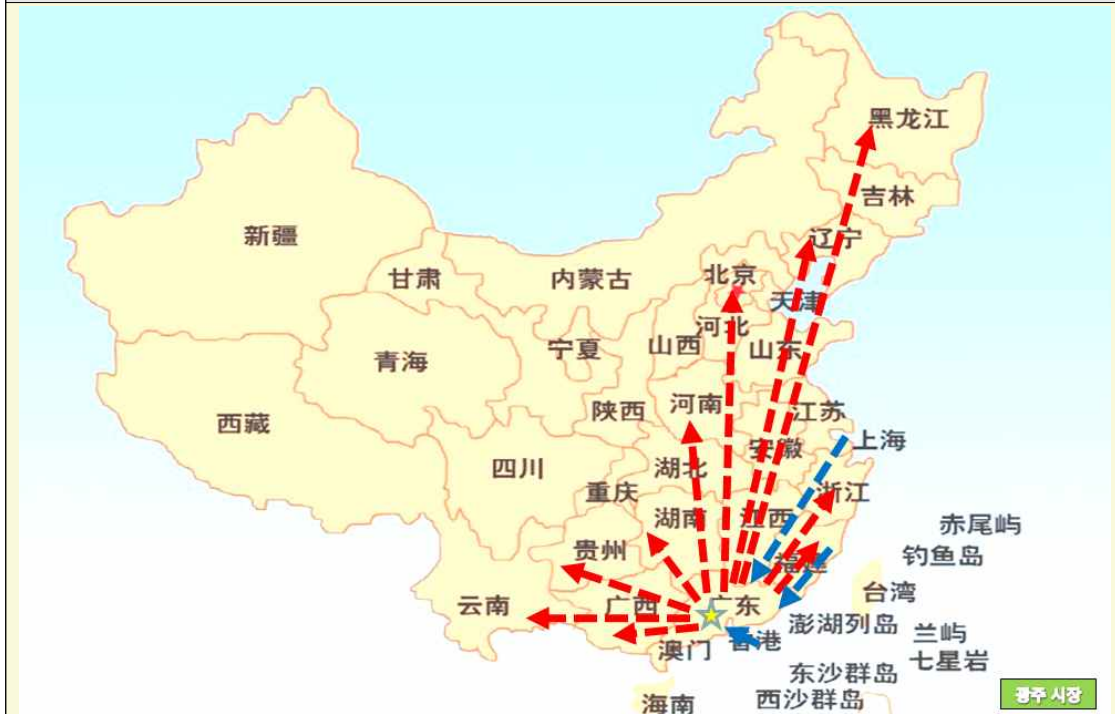 黑龙江
吉林
辽宁
新疆
甘肃
内蒙古
北京
天津
河北
山西
山东
宁夏
青海
陕西
河南
江苏
西藏
安徽
上海
四川
湖北
重庆
浙江
湖南
江西
赤尾屿
贵州
福建
钓鱼岛
台湾
云南
广西
广东
澎湖列岛
兰屿
澳门
香港
七星岩
东沙群岛
海南
西沙群岛
광주 시장